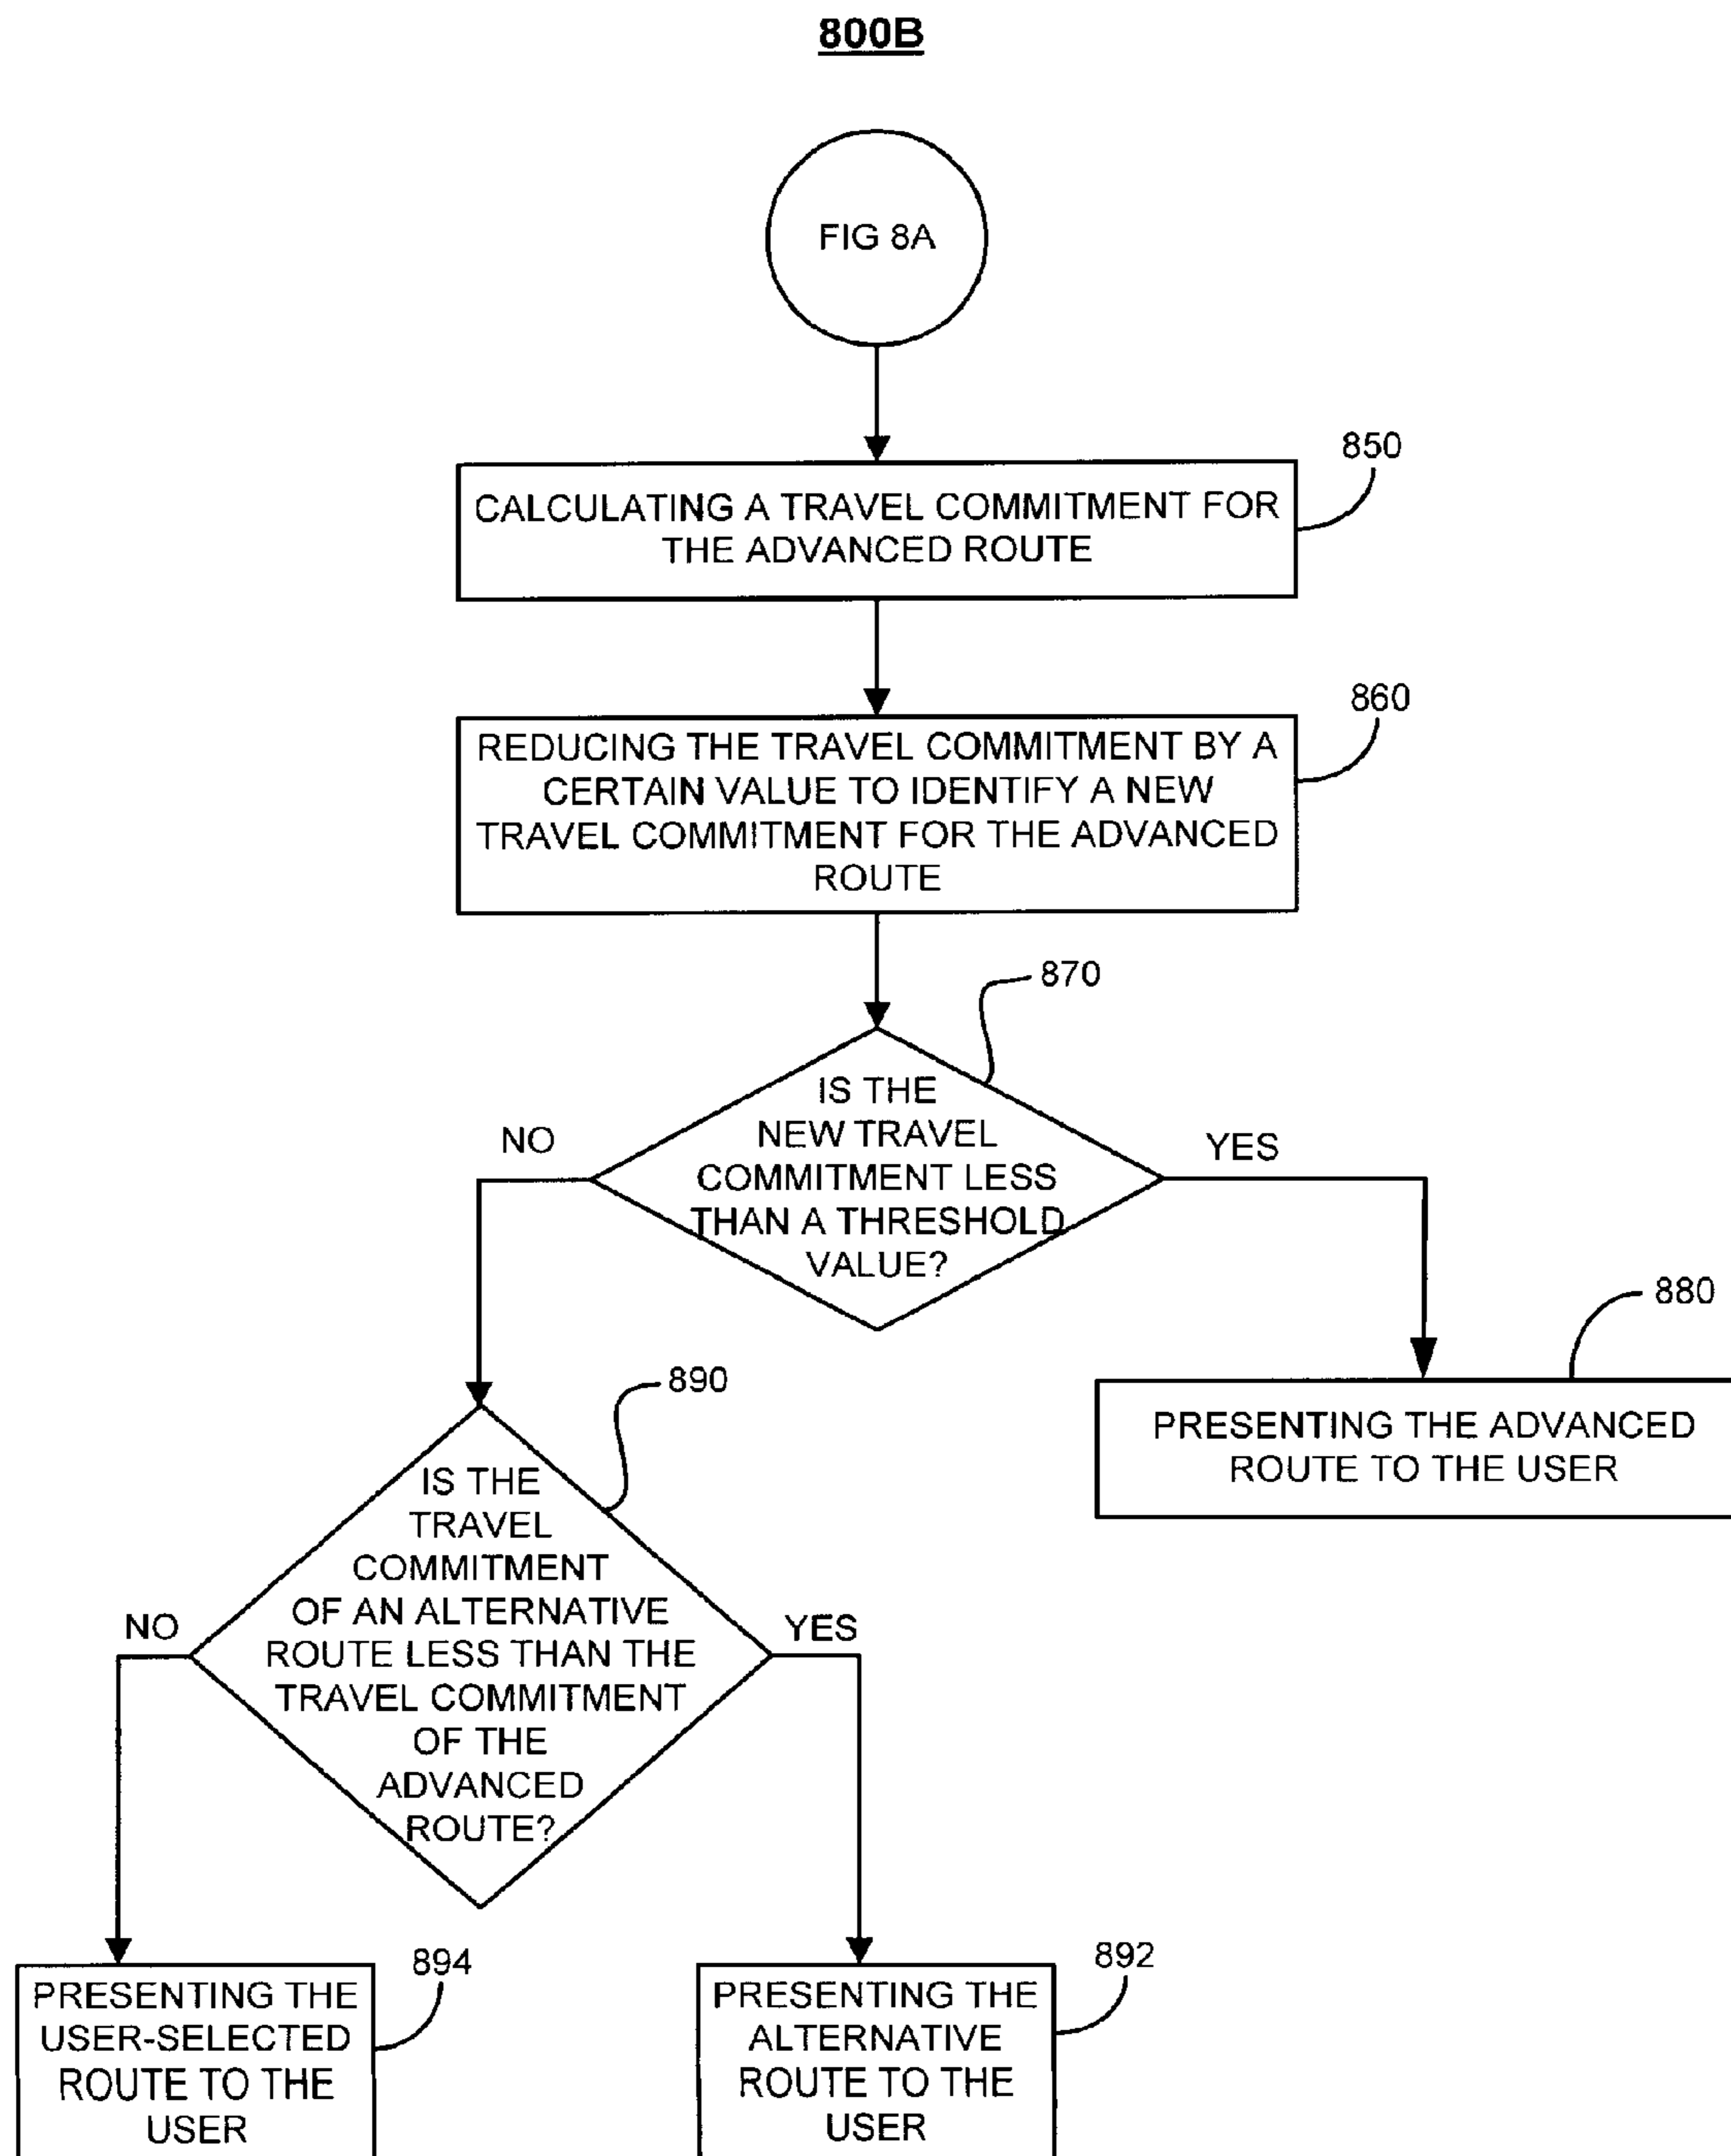 800B
FIG 8A
850
CALCULATING A TRAVEL COMMITMENT FOR
THE ADVANCED ROUTE
860
REDUCING THE TRAVEL COMMITMENT BY A
CERTAIN VALUE TO IDENTIFY A NEW
TRAVEL COMMITMENT FOR THE ADVANCED
ROUTE
870
IS THE
NEW TRAVEL
COMMITMENT LESS
THAN A THRESHOLD
VALUE?
NO
YES
880
PRESENTING THE ADVANCED
ROUTE TO THE USER
890
IS THE
TRAVEL
COMMITMENT
OF AN ALTERNATIVE
ROUTE LESS THAN THE
TRAVEL COMMITMENT
OF THE
ADVANCED
ROUTE?
NO
YES
894
PRESENTING THE
USER-SELECTED
ROUTE TO THE
USER
892
PRESENTING THE
ALTERNATIVE
ROUTE TO THE
USER